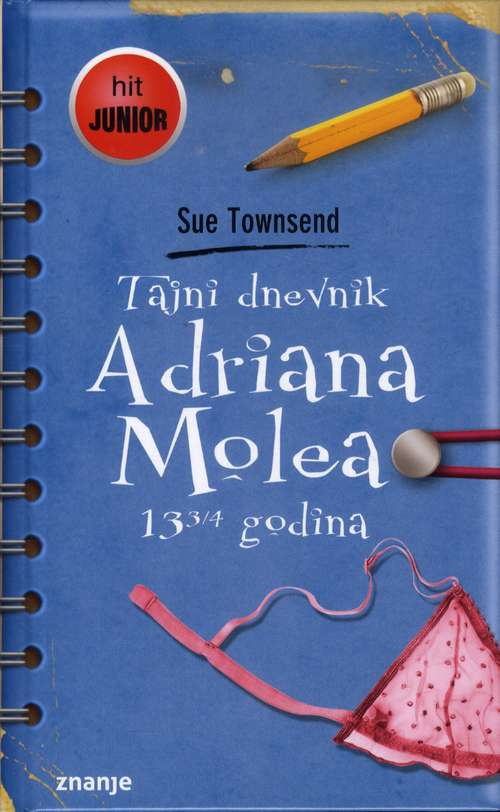 hit
JUNIOR
Sue Townsend
Tajni dnevnik
Adriana
Molea
13 3/4 godina
znanje